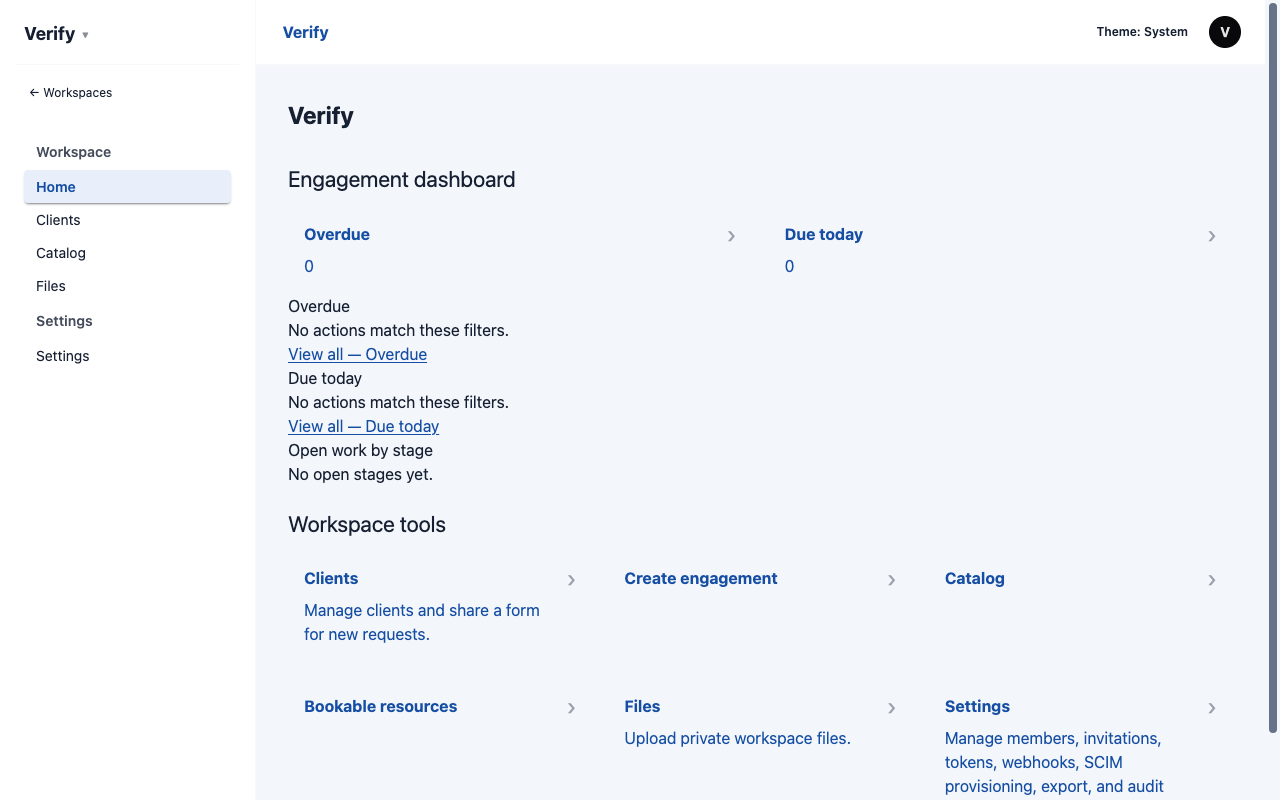 Verify ▾
Verify
Theme: System
V
← Workspaces
Workspace
Home
Clients
Catalog
Files
Settings
Settings
Verify
Engagement dashboard
Overdue
0
Due today
0
Overdue
No actions match these filters.
View all — Overdue
Due today
No actions match these filters.
View all — Due today
Open work by stage
No open stages yet.
Workspace tools
Clients
Manage clients and share a form
for new requests.
Create engagement
Catalog
Bookable resources
Files
Upload private workspace files.
Settings
Manage members, invitations,
tokens, webhooks, SCIM
provisioning, export, and audit